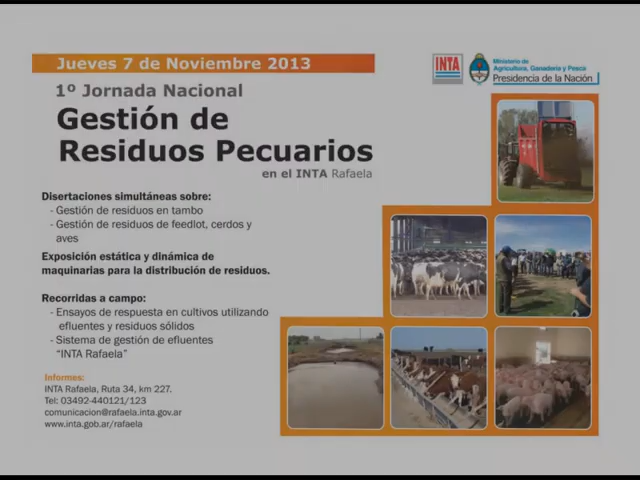 Jueves 7 de Noviembre 2013
INTA
Ministerio de
Agricultura, Ganadería y Pesca
Presidencia de la Nación
1º Jornada Nacional
Gestión de
Residuos Pecuarios
en el INTA Rafaela
Disertaciones simultáneas sobre:
- Gestión de residuos en tambo
- Gestión de residuos de feedlot, cerdos y
aves
Exposición estática y dinámica de
maquinarias para la distribución de residuos.
Recorridas a campo:
- Ensayos de respuesta en cultivos utilizando
efluentes y residuos sólidos
- Sistema de gestión de efluentes
“INTA Rafaela”
Informes:
INTA Rafaela, Ruta 34, km 227.
Tel: 03492-440121/123
comunicacion@rafaela.inta.gov.ar
www.inta.gob.ar/rafaela